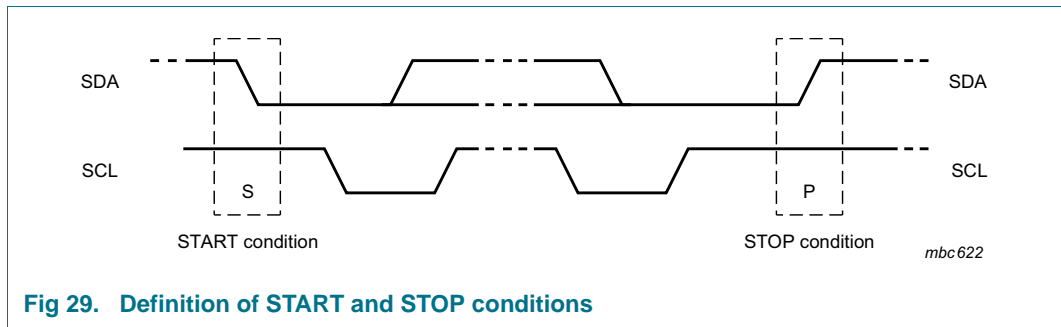 SDA
SDA
SCL
SCL
S
P
START condition
STOP condition
mbc622
Fig 29. Definition of START and STOP conditions